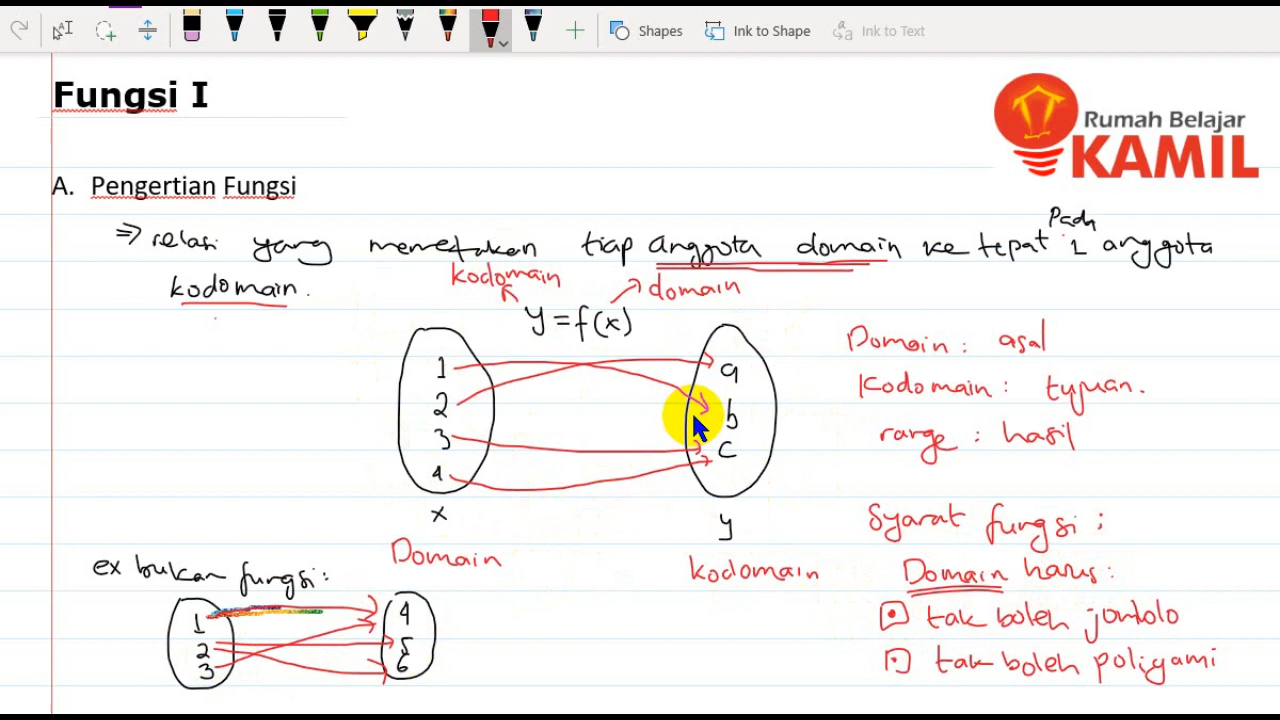 Shapes
Ink to Shape
Ink to Text
Fungsi I
Rumah Belajar
KAMIL
A. Pengertian Fungsi
Pada
⇒ relasi yang memetakan tiap anggota domain ke tepat 1 anggota
kodomain.
kodomain
domain
y = f(x)
1
2
3
4
x
Domain
a
b
c
y
kodomain
Domain : asal
Kodomain : tujuan.
range : hasil
Syarat fungsi :
Domain harus :
tak boleh jomblo
tak boleh poligami
ex bukan fungsi :
1
2
3
4
5
6